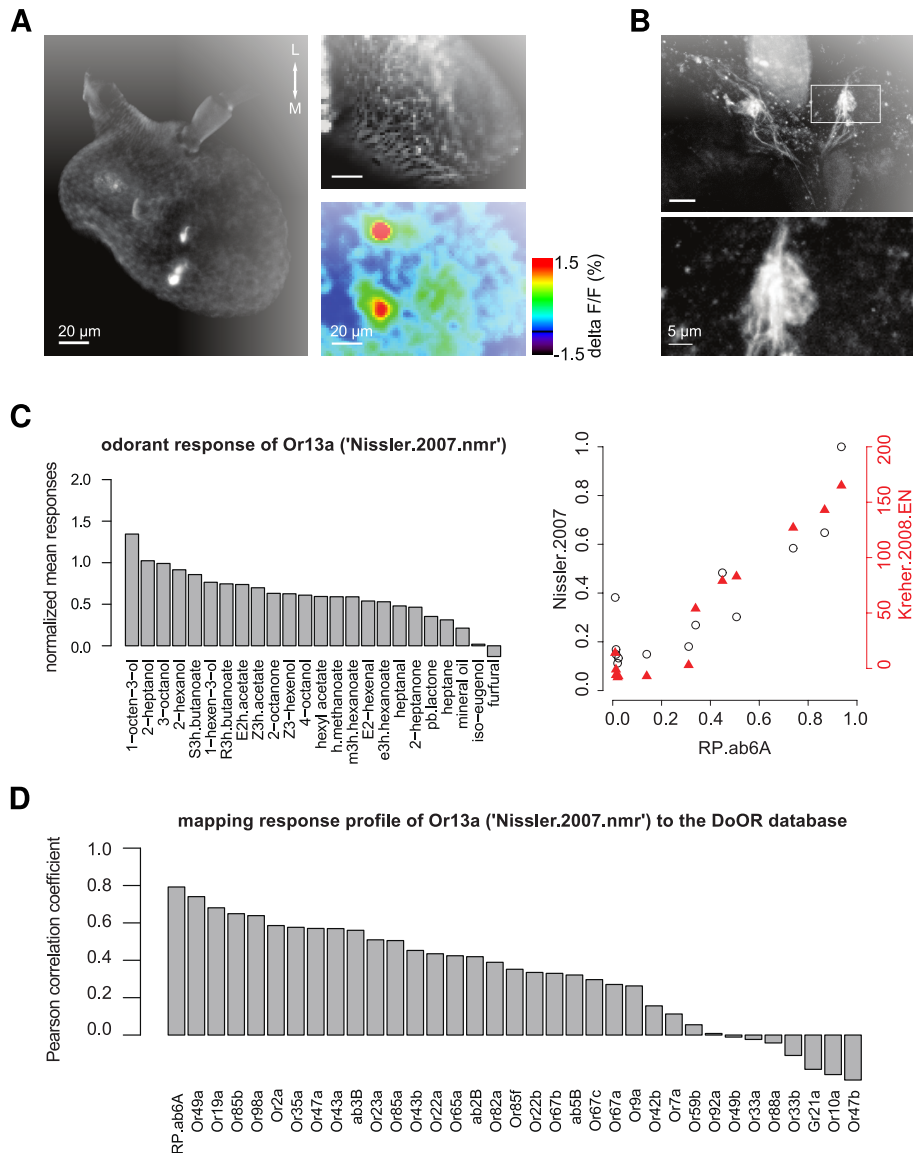 A
L
M
20 µm
20 µm
1.5
-1.5
delta F/F (%)
B
5 µm
C
odorant response of Or13a ('Nissler.2007.nmr')
normalized mean responses
2.0
1.5
1.0
0.5
0.0
1−octen−3−ol
2−heptanol
3−octanol
2−hexanol
S3h.butanoate
1−hexen−3−ol
R3h.butanoate
E2h.acetate
Z3h.acetate
2−octanone
Z3−hexenol
4−octanol
hexyl acetate
h.methanoate
m3h.hexanoate
E2−hexenal
e3h.hexanoate
heptanal
2−heptanone
pb.lactone
heptane
mineral oil
iso−eugenol
furfural
Nissler.2007
1.0
0.8
0.6
0.4
0.2
0.0
0.0 0.2 0.4 0.6 0.8 1.0
RP.ab6A
200
150
100
50
0
Kreher.2008.EN
D
mapping response profile of Or13a ('Nissler.2007.nmr') to the DoOR database
Pearson correlation coefficient
1.0
0.8
0.6
0.4
0.2
0.0
RP.ab6A
Or49a
Or19a
Or85b
Or98a
Or2a
Or35a
Or47a
Or43a
ab3B
Or23a
Or85a
Or43b
Or22a
Or65a
ab2B
Or82a
Or85f
Or22b
Or67b
ab5B
Or67c
Or67a
Or9a
Or42b
Or7a
Or59b
Or92a
Or49b
Or33a
Or88a
Or33b
Gr21a
Or10a
Or47b